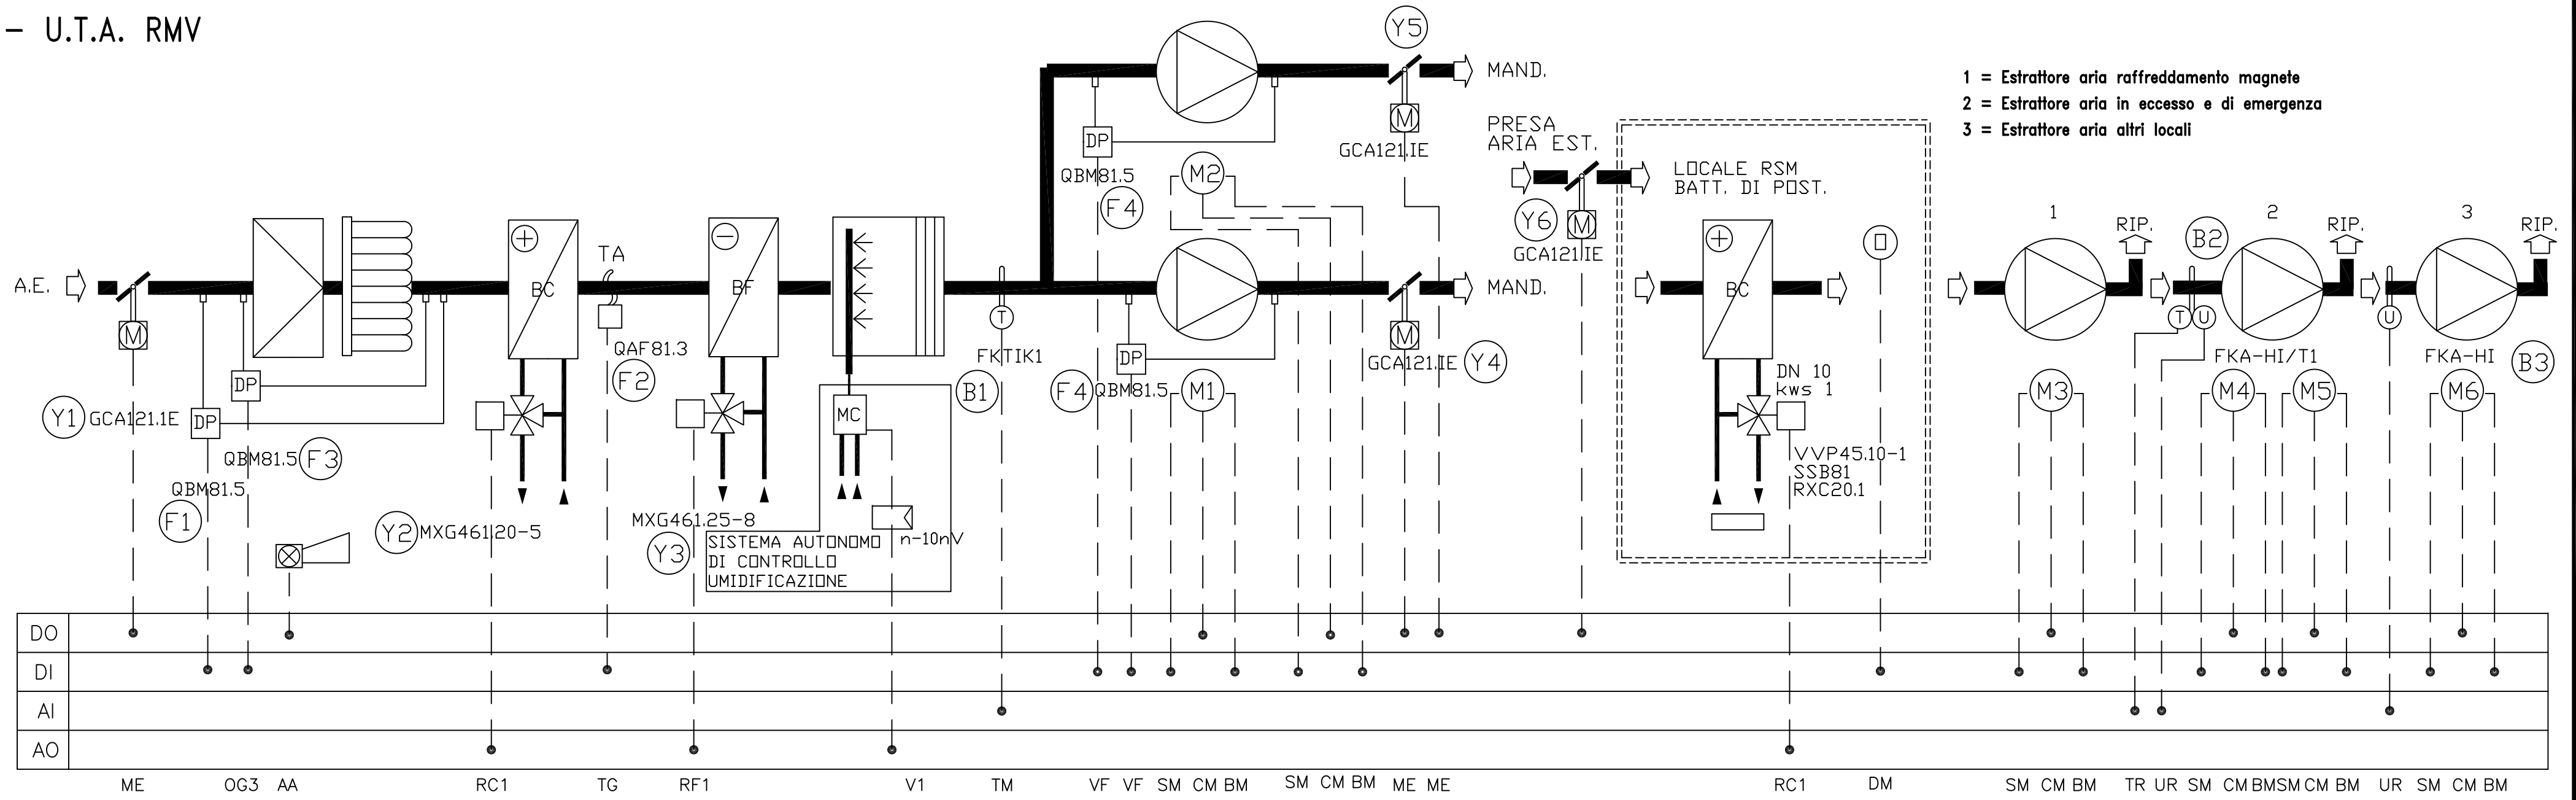 - U.T.A. RMV
Y5
MAND.
1 = Estrattore aria raffreddamento magnete
2 = Estrattore aria in eccesso e di emergenza
3 = Estrattore aria altri locali
M
DP
GCA121.IE
PRESA
ARIA EST.
QBM81.5
M2
F4
LOCALE RSM
BATT. DI POST.
Y6
M
GCA121.IE
1
RIP.
B2
2
RIP.
3
RIP.
A.E.
M
BC
TA
BF
T
MAND.
M
BC
T
U
U
QAF81.3
F2
FKTIK1
B1
DP
F4
QBM81.5
M1
GCA121.IE
Y4
DN 10
kws 1
FKA-HI/T1
FKA-HI
B3
DP
DP
Y1
GCA121.1E
MC
M3
M4
M5
M6
QBM81.5
F3
QBM81.5
F1
VVP45.10-1
SSB81
RXC20.1
Y2
MXG461.20-5
MXG461.25-8
Y3
SISTEMA AUTONOMO
DI CONTROLLO
UMIDIFICAZIONE
n-10nV
DO
DI
AI
AO
ME OG3 AA RC1 TG RF1 V1 TM VF VF SM CM BM SM CM BM ME ME RC1 DM SM CM BM TR UR SM CM BM SM CM BM UR SM CM BM